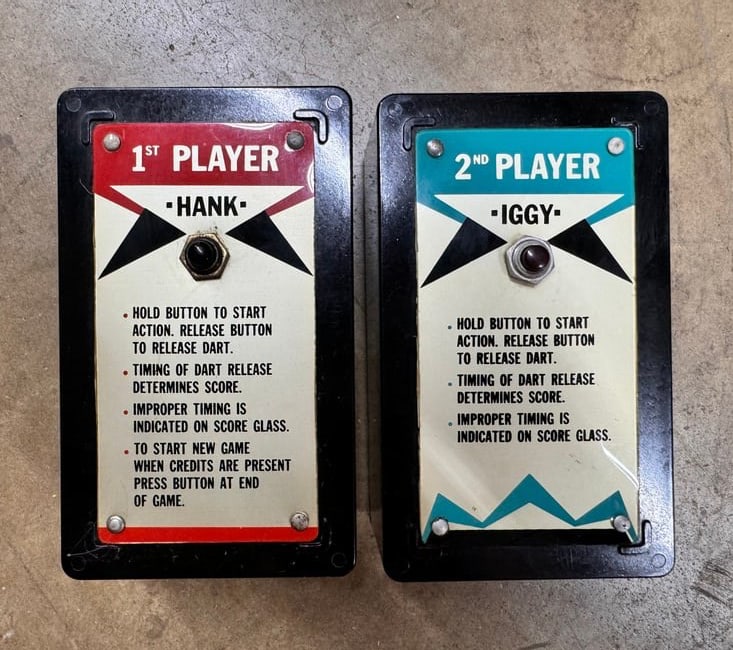 1ST PLAYER
·HANK·
• HOLD BUTTON TO START
ACTION. RELEASE BUTTON
TO RELEASE DART.
• TIMING OF DART RELEASE
DETERMINES SCORE.
• IMPROPER TIMING IS
INDICATED ON SCORE GLASS.
• TO START NEW GAME
WHEN CREDITS ARE PRESENT
PRESS BUTTON AT END
OF GAME.
2ND PLAYER
·IGGY·
• HOLD BUTTON TO START
ACTION. RELEASE BUTTON
TO RELEASE DART.
• TIMING OF DART RELEASE
DETERMINES SCORE.
• IMPROPER TIMING IS
INDICATED ON SCORE GLASS.